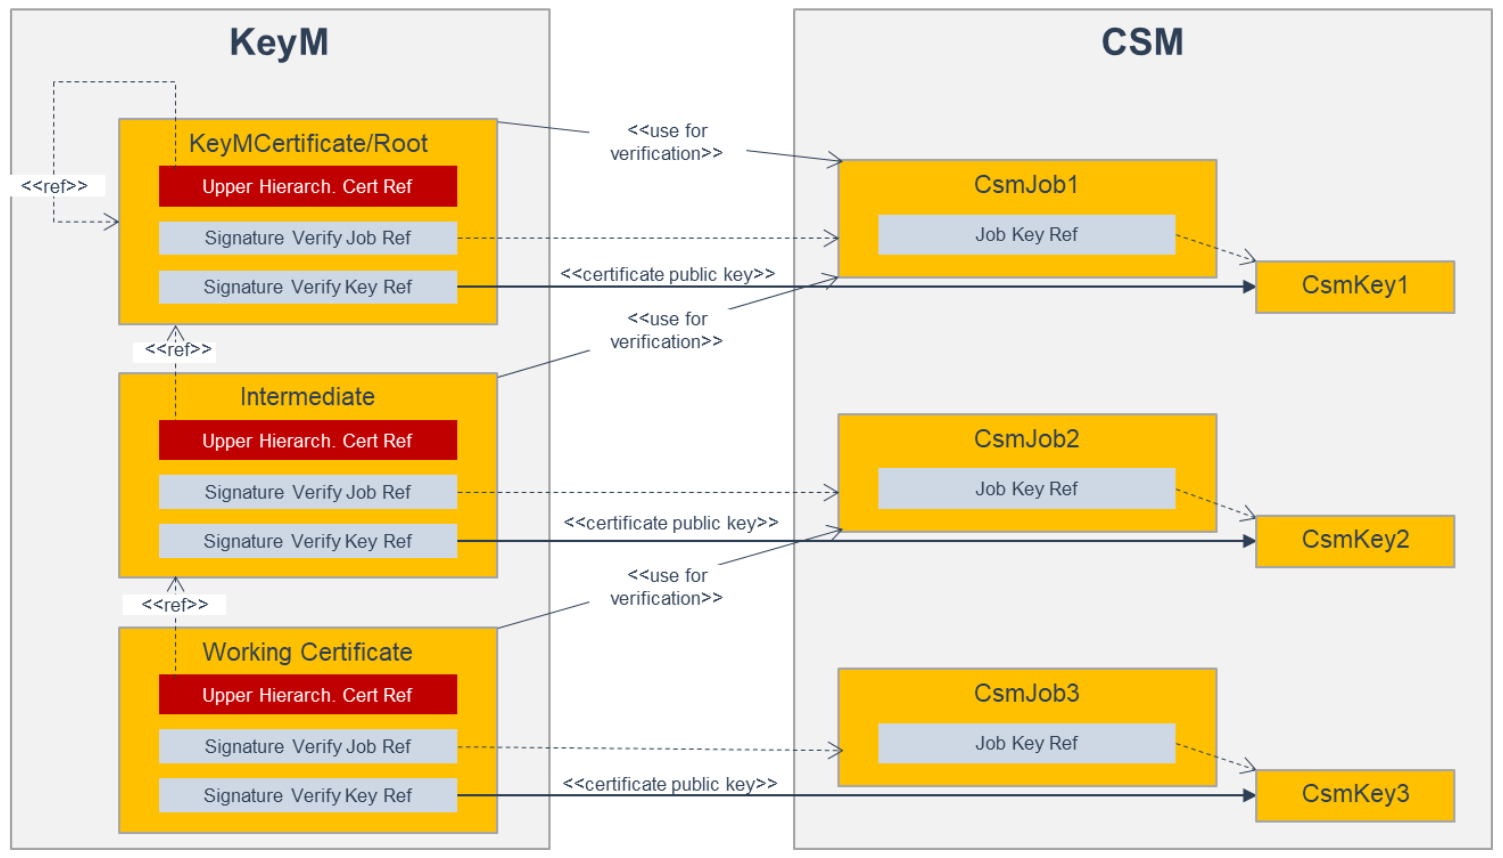 KeyM
CSM
<<use for
verification>>
KeyMCertificate/Root
<<ref>>
Upper Hierarch. Cert Ref
Signature Verify Job Ref
Signature Verify Key Ref
CsmJob1
Job Key Ref
<<certificate public key>>
CsmKey1
<<use for
verification>>
<<ref>>
Intermediate
Upper Hierarch. Cert Ref
Signature Verify Job Ref
Signature Verify Key Ref
CsmJob2
Job Key Ref
<<certificate public key>>
CsmKey2
<<use for
verification>>
<<ref>>
Working Certificate
Upper Hierarch. Cert Ref
Signature Verify Job Ref
Signature Verify Key Ref
CsmJob3
Job Key Ref
<<certificate public key>>
CsmKey3